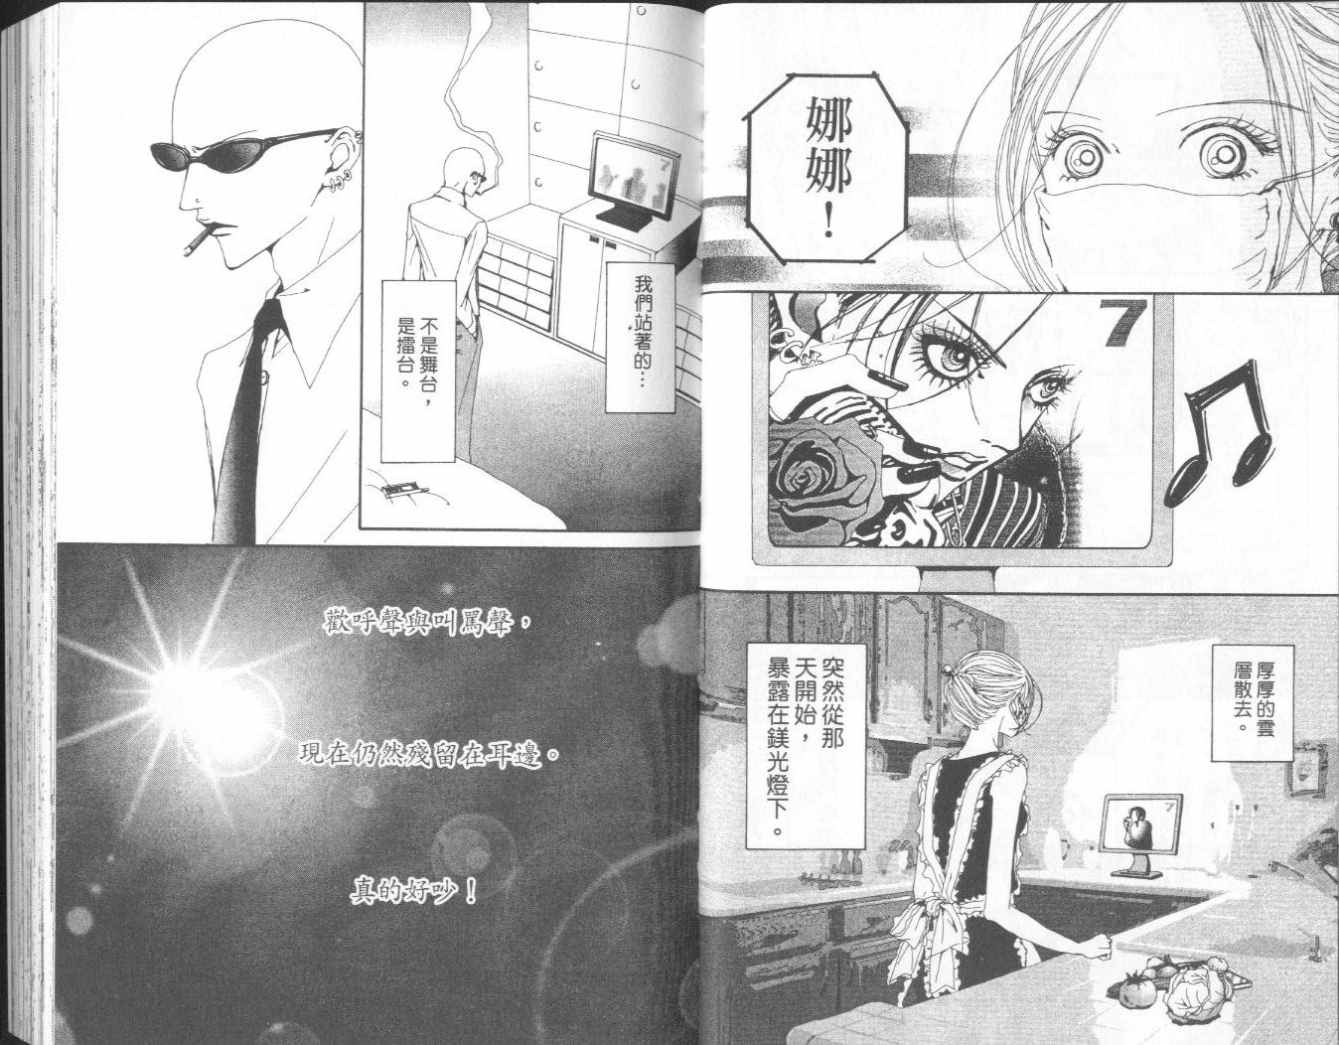 娜娜！
7
厚厚的雲
層散去。
7
突然從那
天開始，
暴露在鎂光燈下。
7
我們站著的…
不是舞台，
是擂台。
歡呼聲與叫罵聲，
現在仍然殘留在耳邊。
真的好吵！